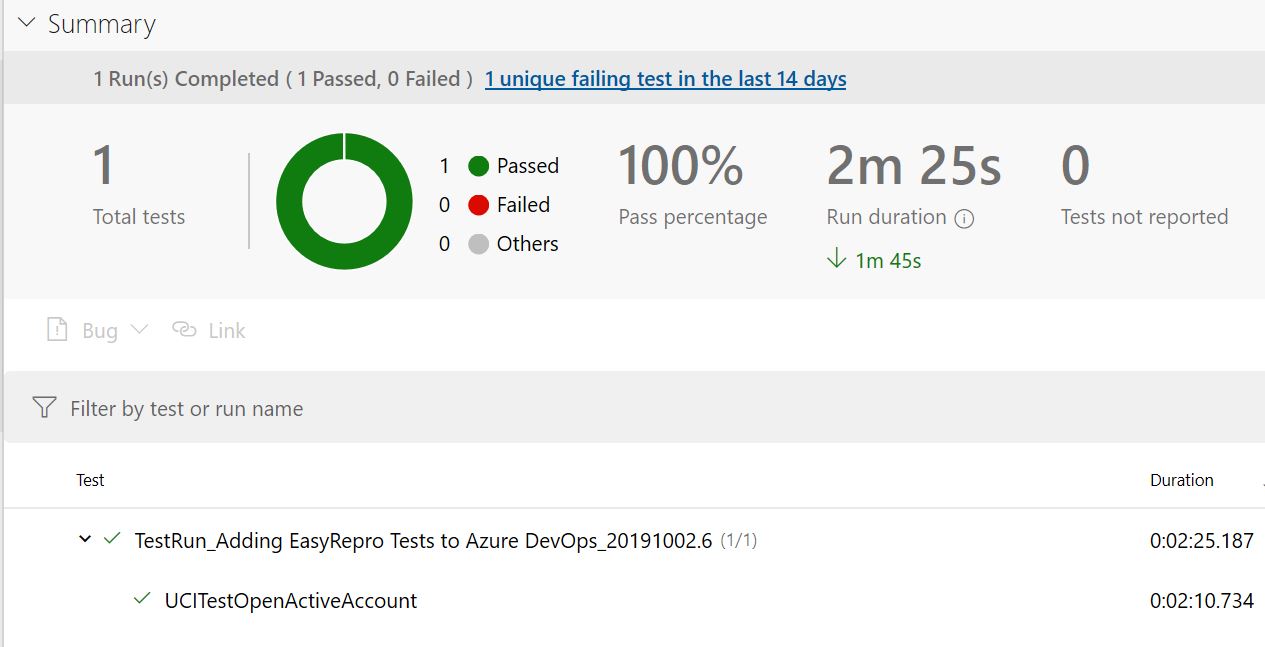 Summary
1 Run(s) Completed ( 1 Passed, 0 Failed ) 1 unique failing test in the last 14 days
1
Total tests
1 Passed
0 Failed
0 Others
100%
Pass percentage
2m 25s
Run duration
1m 45s
0
Tests not reported
Bug Link
Filter by test or run name
Test Duration
TestRun_Adding EasyRepro Tests to Azure DevOps_20191002.6 (1/1) 0:02:25.187
UCITestOpenActiveAccount 0:02:10.734